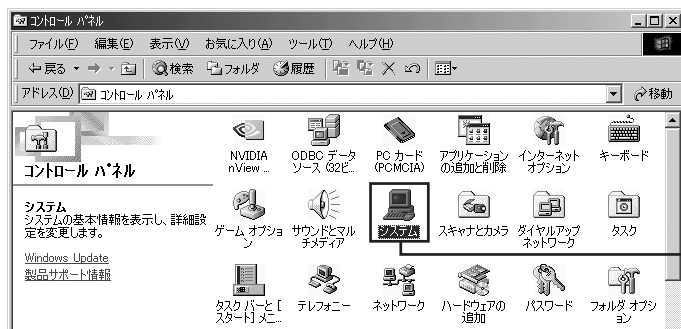 コントロール パネル
ファイル(F) 編集(E) 表示(V) お気に入り(A) ツール(T) ヘルプ(H)
戻る 検索 フォルダ 履歴
アドレス(D) コントロール パネル 移動
コントロール パネル
システム
システムの基本情報を表示し、詳細設
定を変更します。
Windows Update
製品サポート情報
NVIDIA
nView ...
ODBC データ
ソース (32ビ...
PC カード
(PCMCIA)
アプリケーション
の追加と削除
インターネット
オプション
キーボード
ゲーム オプショ
ン
サウンドとマル
チメディア
システム
スキャナとカメラ
ダイヤルアップ
ネットワーク
タスク
タスク バーと [
スタート] メニ...
テレフォニー
ネットワーク
ハードウェアの
追加
パスワード
フォルダ オプシ
ョン